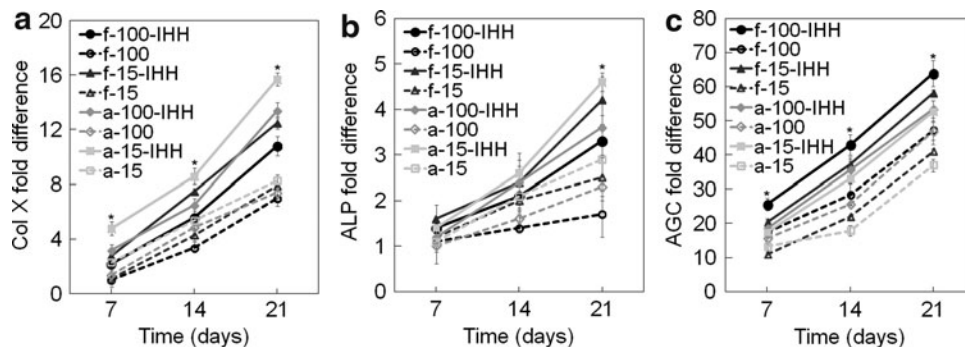 a
Col X fold difference
20
16
12
8
4
0
f-100-IHH
f-100
f-15-IHH
f-15
a-100-IHH
a-100
a-15-IHH
a-15
*
*
*
7 14 21
Time (days)
b
ALP fold difference
6
5
4
3
2
1
0
f-100-IHH
f-100
f-15-IHH
f-15
a-100-IHH
a-100
a-15-IHH
a-15
*
7 14 21
Time (days)
c
AGC fold difference
80
70
60
50
40
30
20
10
0
f-100-IHH
f-100
f-15-IHH
f-15
a-100-IHH
a-100
a-15-IHH
a-15
*
*
*
7 14 21
Time (days)